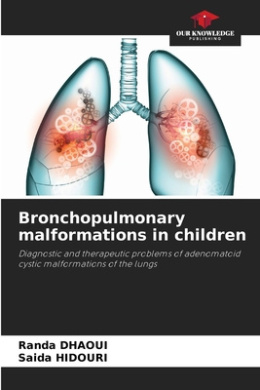 OUR KNOWLEDGE
PUBLISHING
Bronchopulmonary
malformations in children
Diagnostic and therapeutic problems of adenomatoid
cystic malformations of the lungs
Randa DHAOUI
Saida HIDOURI